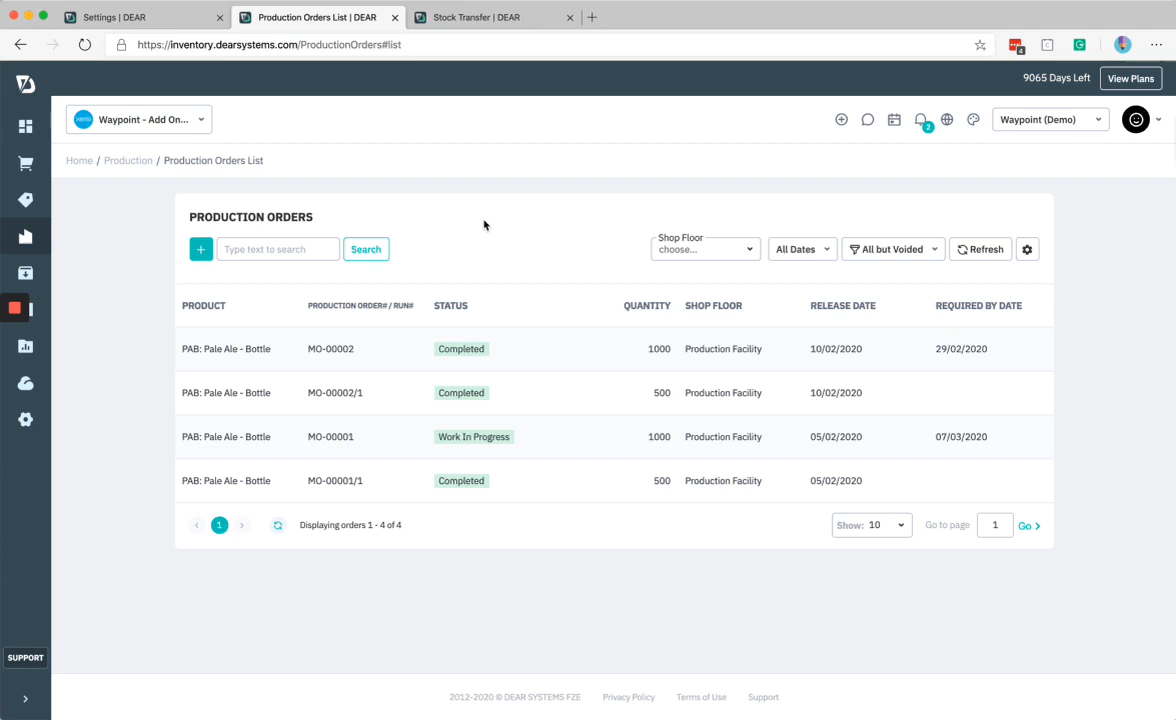 Settings | DEAR
Production Orders List | DEAR
Stock Transfer | DEAR
https://inventory.dearsystems.com/ProductionOrders#list
4
9065 Days Left
View Plans
xero
Waypoint - Add On...
2
Waypoint (Demo)
Home / Production / Production Orders List
PRODUCTION ORDERS
Shop Floor
+ Type text to search Search
choose...
All Dates
All but Voided
Refresh
PRODUCT PRODUCTION ORDER# / RUN# STATUS QUANTITY SHOP FLOOR RELEASE DATE REQUIRED BY DATE
PAB: Pale Ale - Bottle MO-00002 Completed 1000 Production Facility 10/02/2020 29/02/2020
PAB: Pale Ale - Bottle MO-00002/1 Completed 500 Production Facility 10/02/2020
PAB: Pale Ale - Bottle MO-00001 Work In Progress 1000 Production Facility 05/02/2020 07/03/2020
PAB: Pale Ale - Bottle MO-00001/1 Completed 500 Production Facility 05/02/2020
1 Displaying orders 1 - 4 of 4 Show: 10 Go to page 1 Go
SUPPORT
2012-2020 © DEAR SYSTEMS FZE Privacy Policy Terms of Use Support